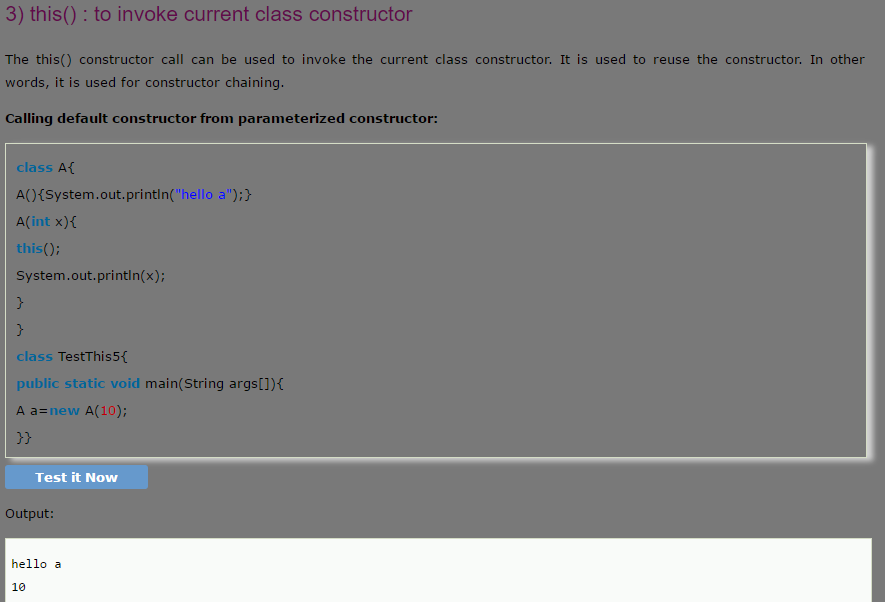 3) this() : to invoke current class constructor
The this() constructor call can be used to invoke the current class constructor. It is used to reuse the constructor. In other
words, it is used for constructor chaining.
Calling default constructor from parameterized constructor:
class A{
A(){System.out.println("hello a");}
A(int x){
this();
System.out.println(x);
}
}
class TestThis5{
public static void main(String args[]){
A a=new A(10);
}}
Test it Now
Output:
hello a
10